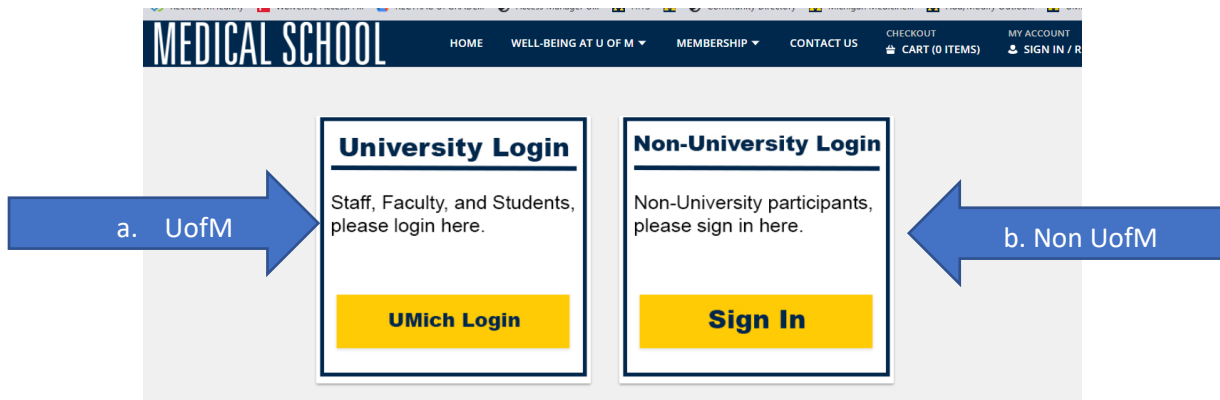 MEDICAL SCHOOL
HOME WELL-BEING AT U OF M MEMBERSHIP CONTACT US CHECKOUT MY ACCOUNT
CART (0 ITEMS) SIGN IN / R
University Login
Staff, Faculty, and Students,
please login here.
UMich Login
Non-University Login
Non-University participants,
please sign in here.
Sign In
a. UofM
b. Non UofM